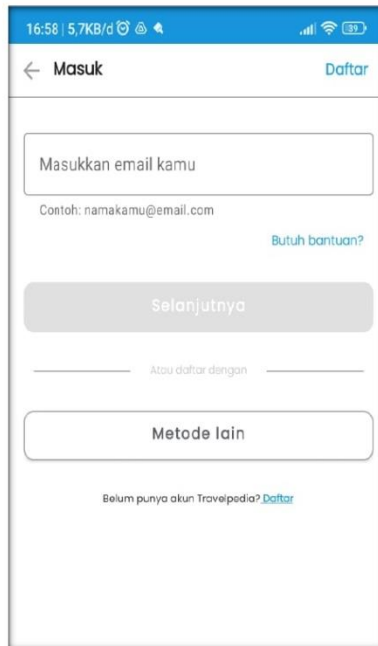 16:58 | 5,7KB/d
39
Masuk
Daftar
Masukkan email kamu
Contoh: namakamu@email.com
Butuh bantuan?
Selanjutnya
Atau daftar dengan
Metode lain
Belum punya akun Travelpedia? Daftar